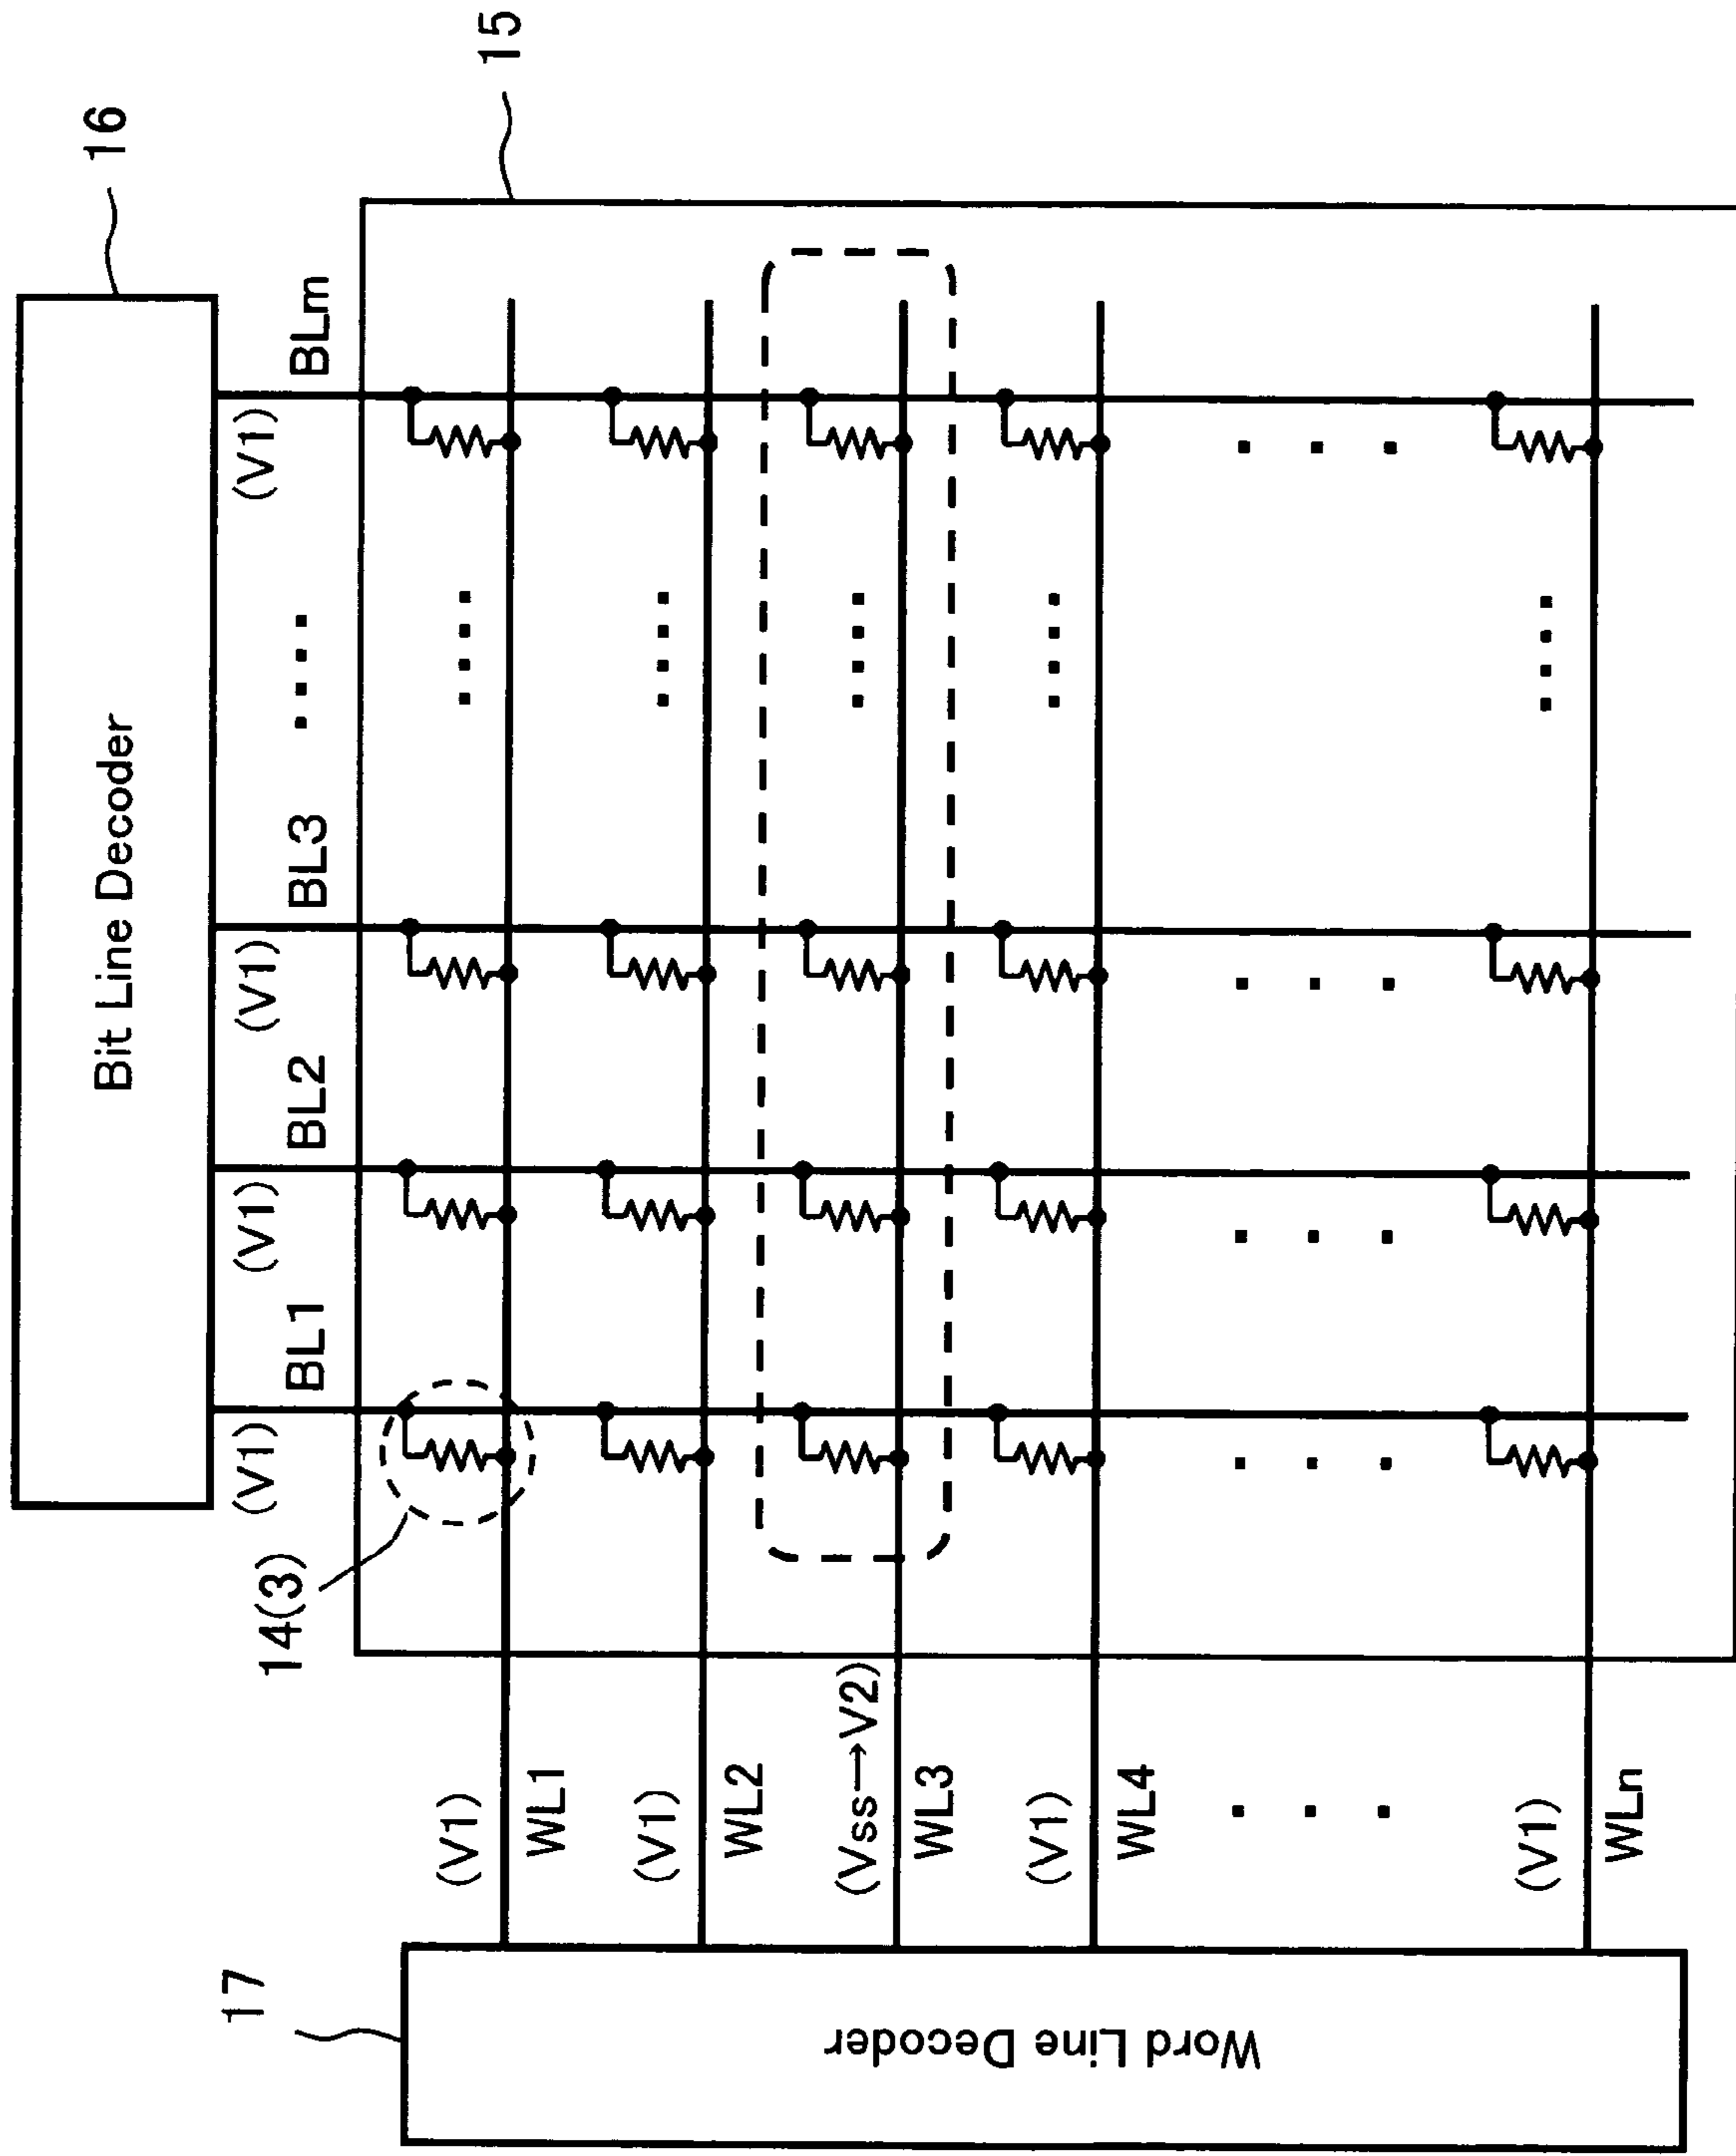 16
Bit Line Decoder
15
BL1
BL2
BL3
BLm
(V1)
(V1)
(V1)
(V1)
14(3)
17
Word Line Decoder
(V1)
WL1
(V1)
WL2
(Vss→V2)
WL3
(V1)
WL4
(V1)
WLn